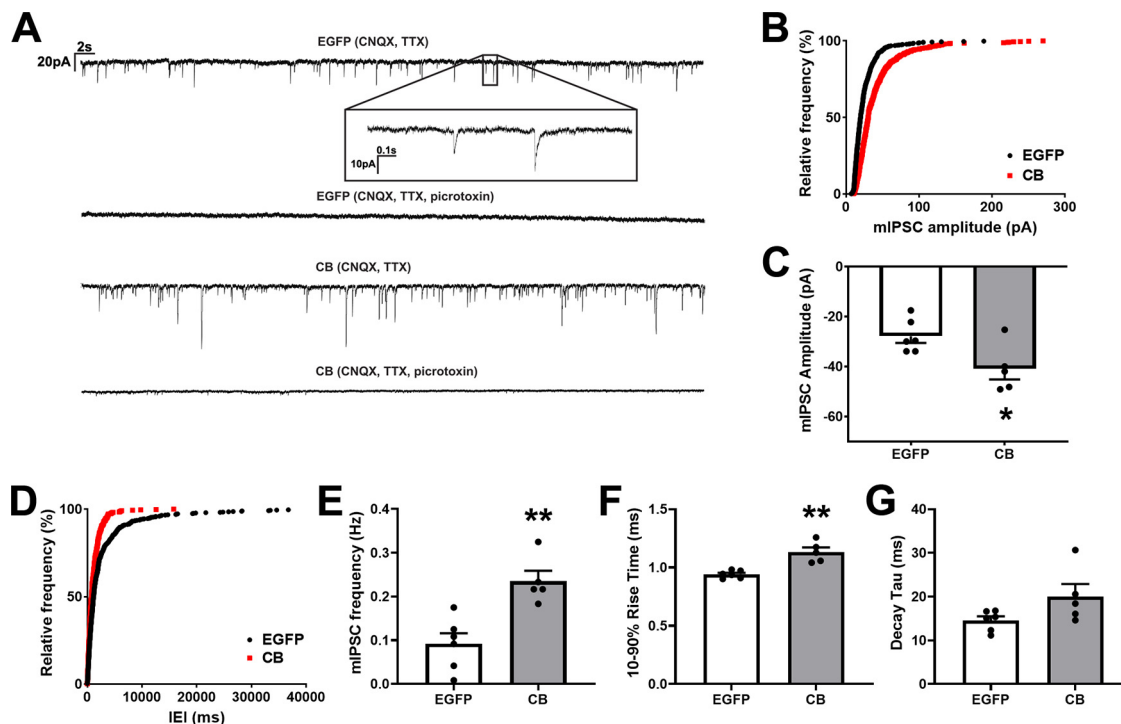 A
2s
20pA
EGFP (CNQX, TTX)
0.1s
10pA
EGFP (CNQX, TTX, picrotoxin)
CB (CNQX, TTX)
CB (CNQX, TTX, picrotoxin)
B
Relative frequency (%)
100
50
0
0
100
200
300
EGFP
CB
mIPSC amplitude (pA)
C
mIPSC Amplitude (pA)
0
-20
-40
-60
*
EGFP
CB
D
Relative frequency (%)
100
50
0
0
10000
20000
30000
40000
EGFP
CB
IEI (ms)
E
mIPSC frequency (Hz)
0.4
0.3
0.2
0.1
0.0
**
EGFP
CB
F
10-90% Rise Time (ms)
1.5
1.0
0.5
0.0
**
EGFP
CB
G
Decay Tau (ms)
40
30
20
10
0
EGFP
CB